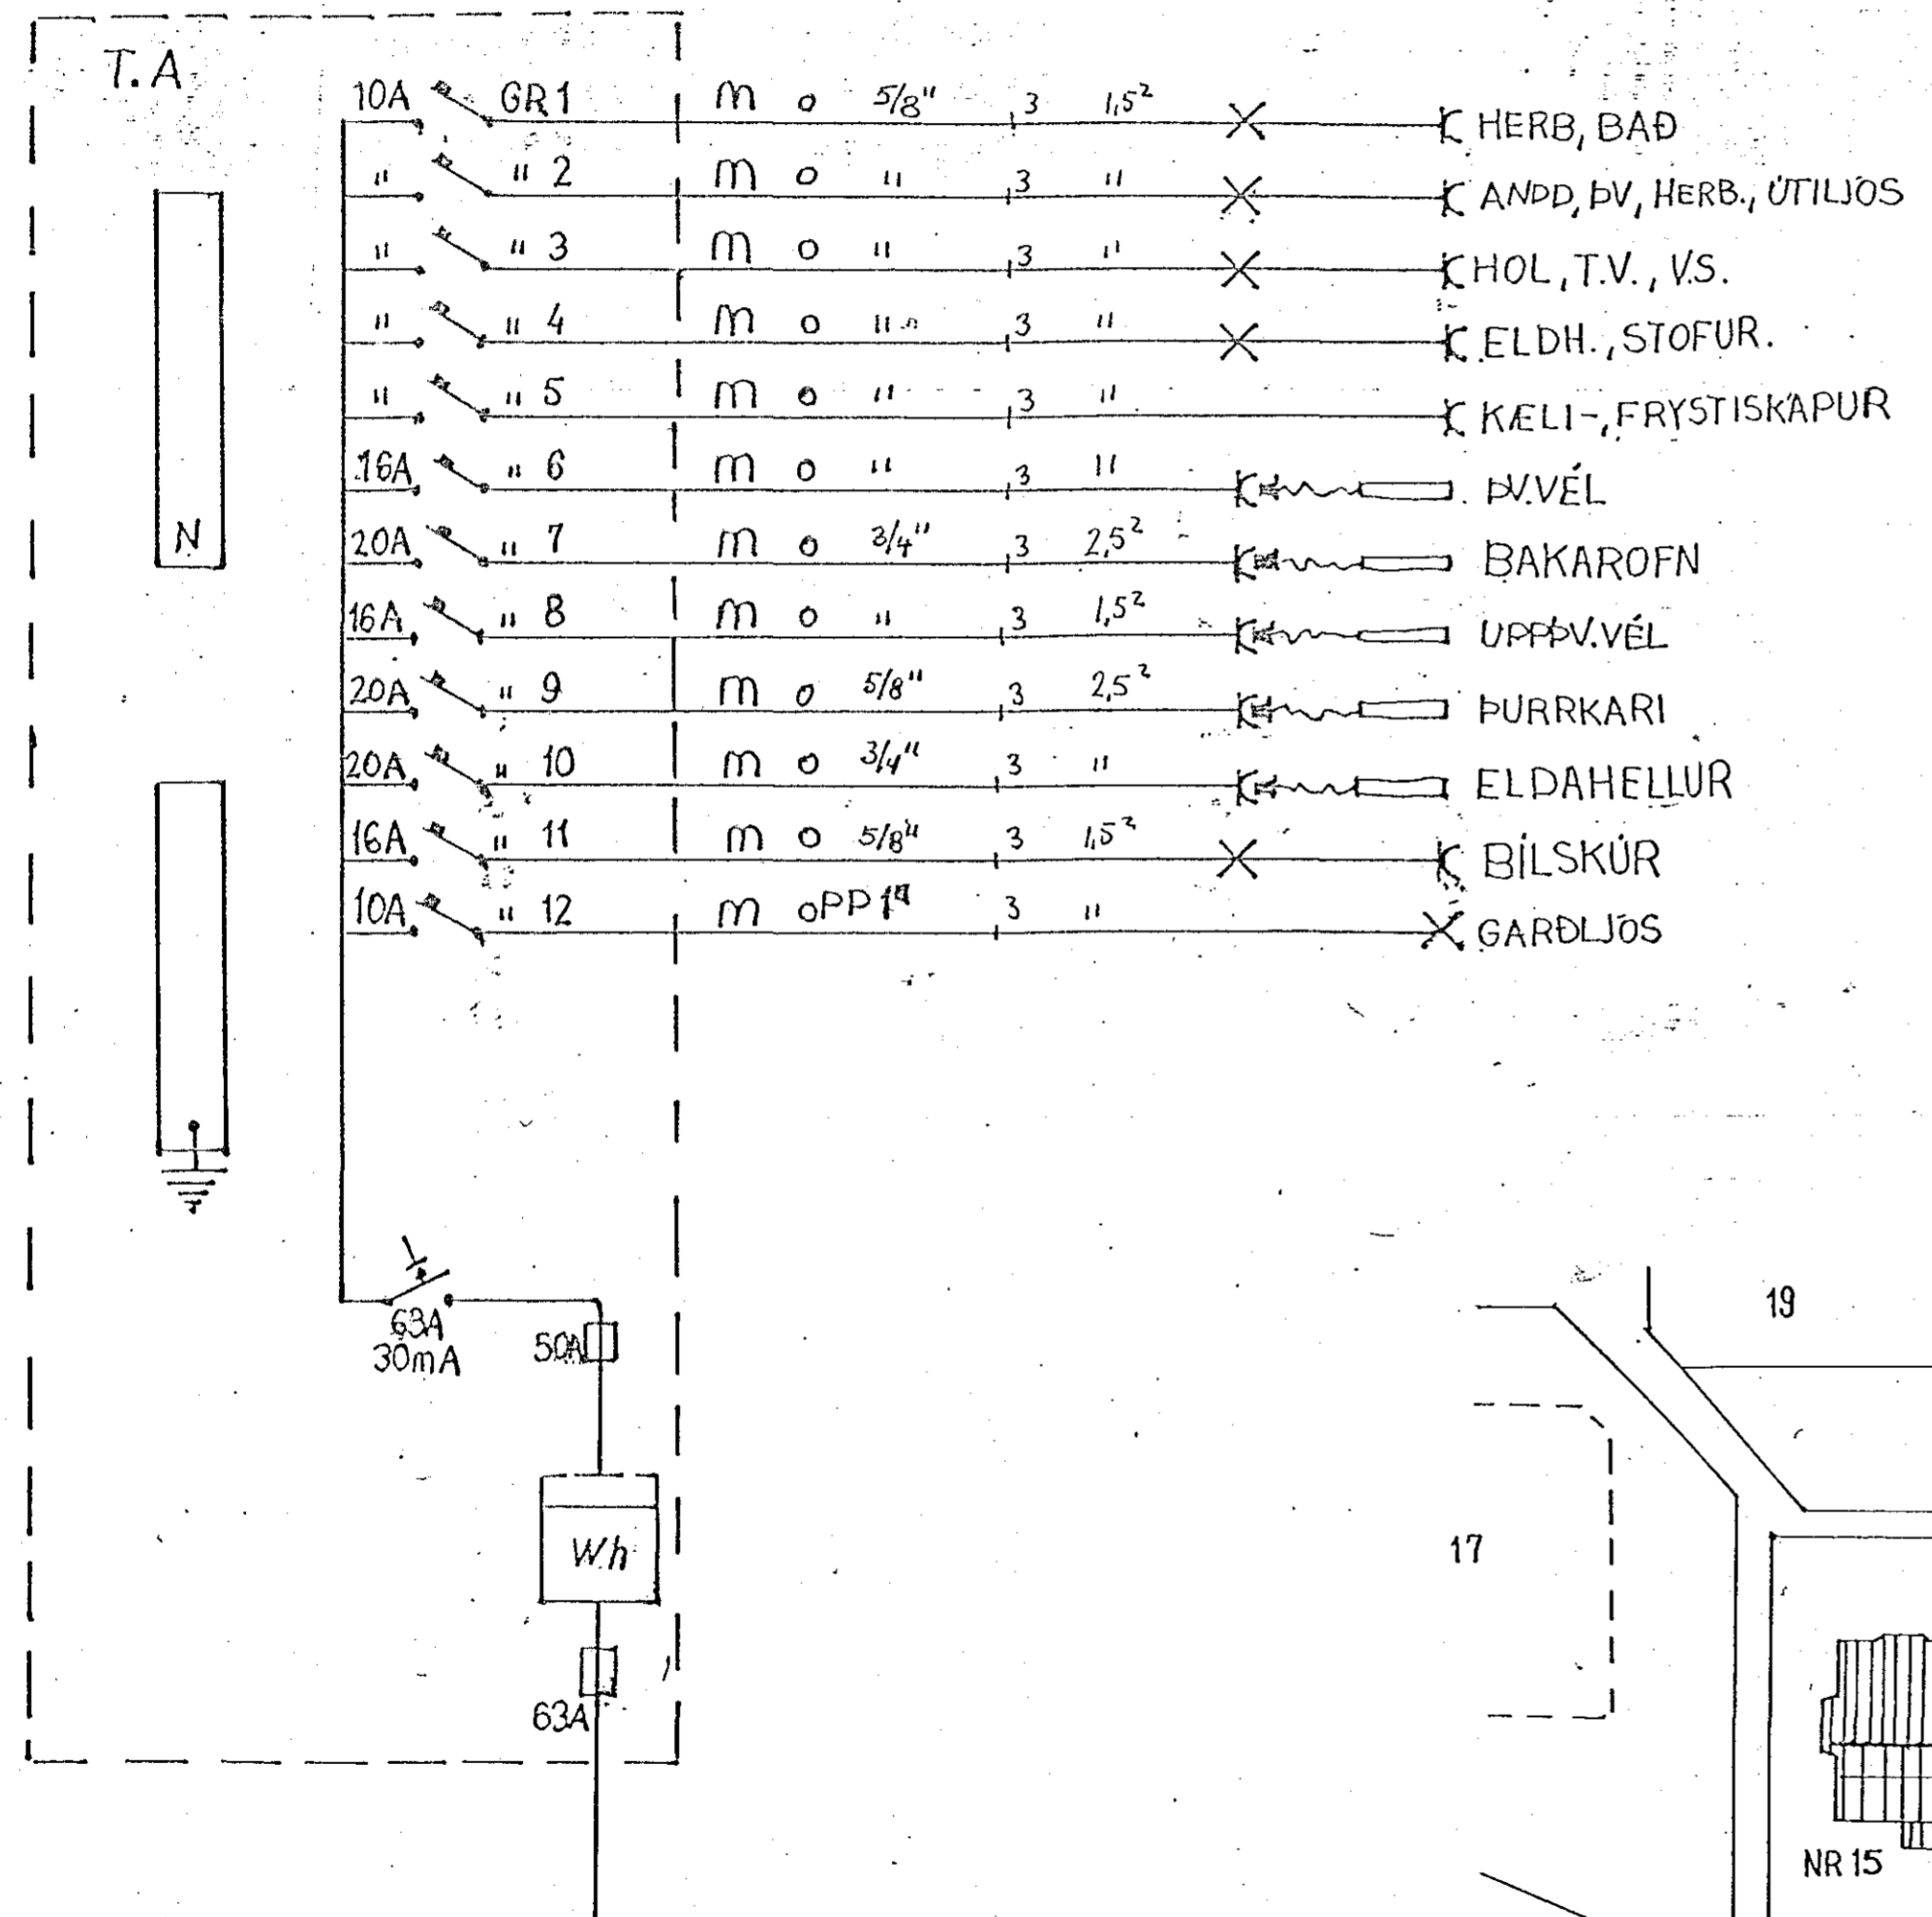 T.A
10A GR1 m o 5/8" 3 1,5² HERB, BAÐ
" " 2 m o " 3 " ANDD, ÞV, HERB., ÚTILJÓS
" " 3 m o " 3 " HOL, T.V., V.S.
" " 4 m o " 3 " ELDH., STOFUR.
" " 5 m o " 3 " KÆLI-, FRYSTISKÁPUR
16A " 6 m o " 3 " ÞV.VÉL
N
20A " 7 m o 3/4" 3 2,5² BAKAROFN
16A " 8 m o " 3 1,5² UPPÞV.VÉL
20A " 9 m o 5/8" 3 2,5² ÞURRKARI
20A " 10 m o 3/4" 3 " ELDAHELLUR
16A " 11 m o 5/8" 3 1,5² BÍLSKÚR
10A " 12 m o PP 1" 3 " GARÐLJÓS
63A
30mA
50A
Wh
63A
19
17
NR 15